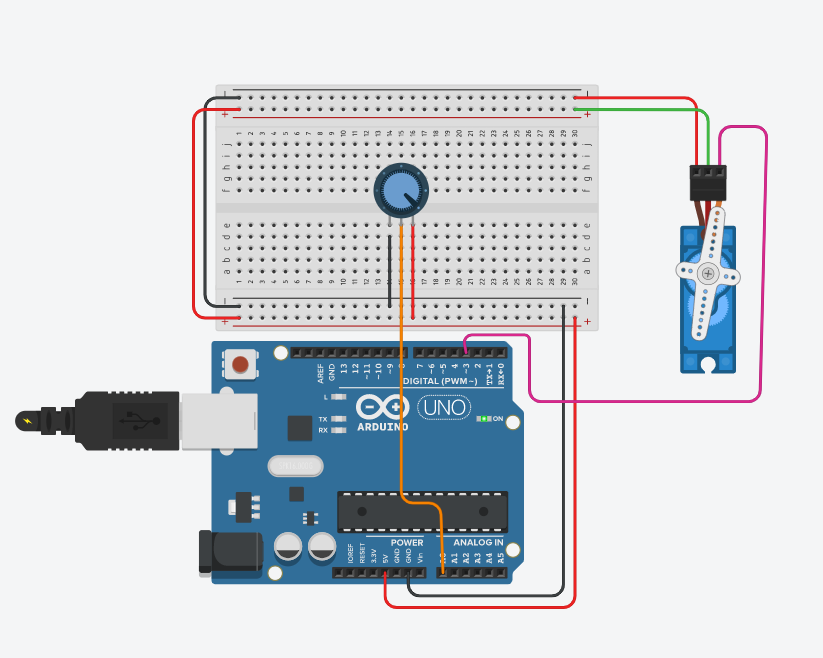 − −
+ +
1 2 3 4 5 6 7 8 9 10 11 12 13 14 15 16 17 18 19 20 21 22 23 24 25 26 27 28 29 30
j j
i i
h h
g g
f f
e e
d d
c c
b b
a a
1 2 3 4 5 6 7 8 9 10 11 12 13 14 15 16 17 18 19 20 21 22 23 24 25 26 27 28 29 30
− −
+ +
AREF GND 13 12 ~11 ~10 ~9 7 ~6 ~5 4 ~3 2 TX→1 RX←0
DIGITAL (PWM~)
L
TX
RX
UNO
ARDUINO
ON
POWER
ANALOG IN
IOREF RESET 3.3V 5V GND GND Vin A1 A2 A3 A4 A5